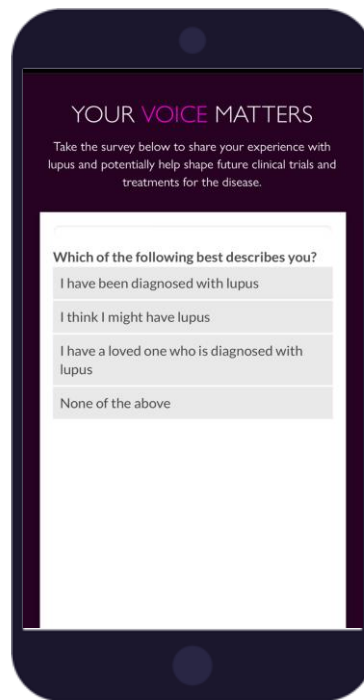 YOUR VOICE MATTERS
Take the survey below to share your experience with
lupus and potentially help shape future clinical trials and
treatments for the disease.
Which of the following best describes you?
I have been diagnosed with lupus
I think I might have lupus
I have a loved one who is diagnosed with
lupus
None of the above